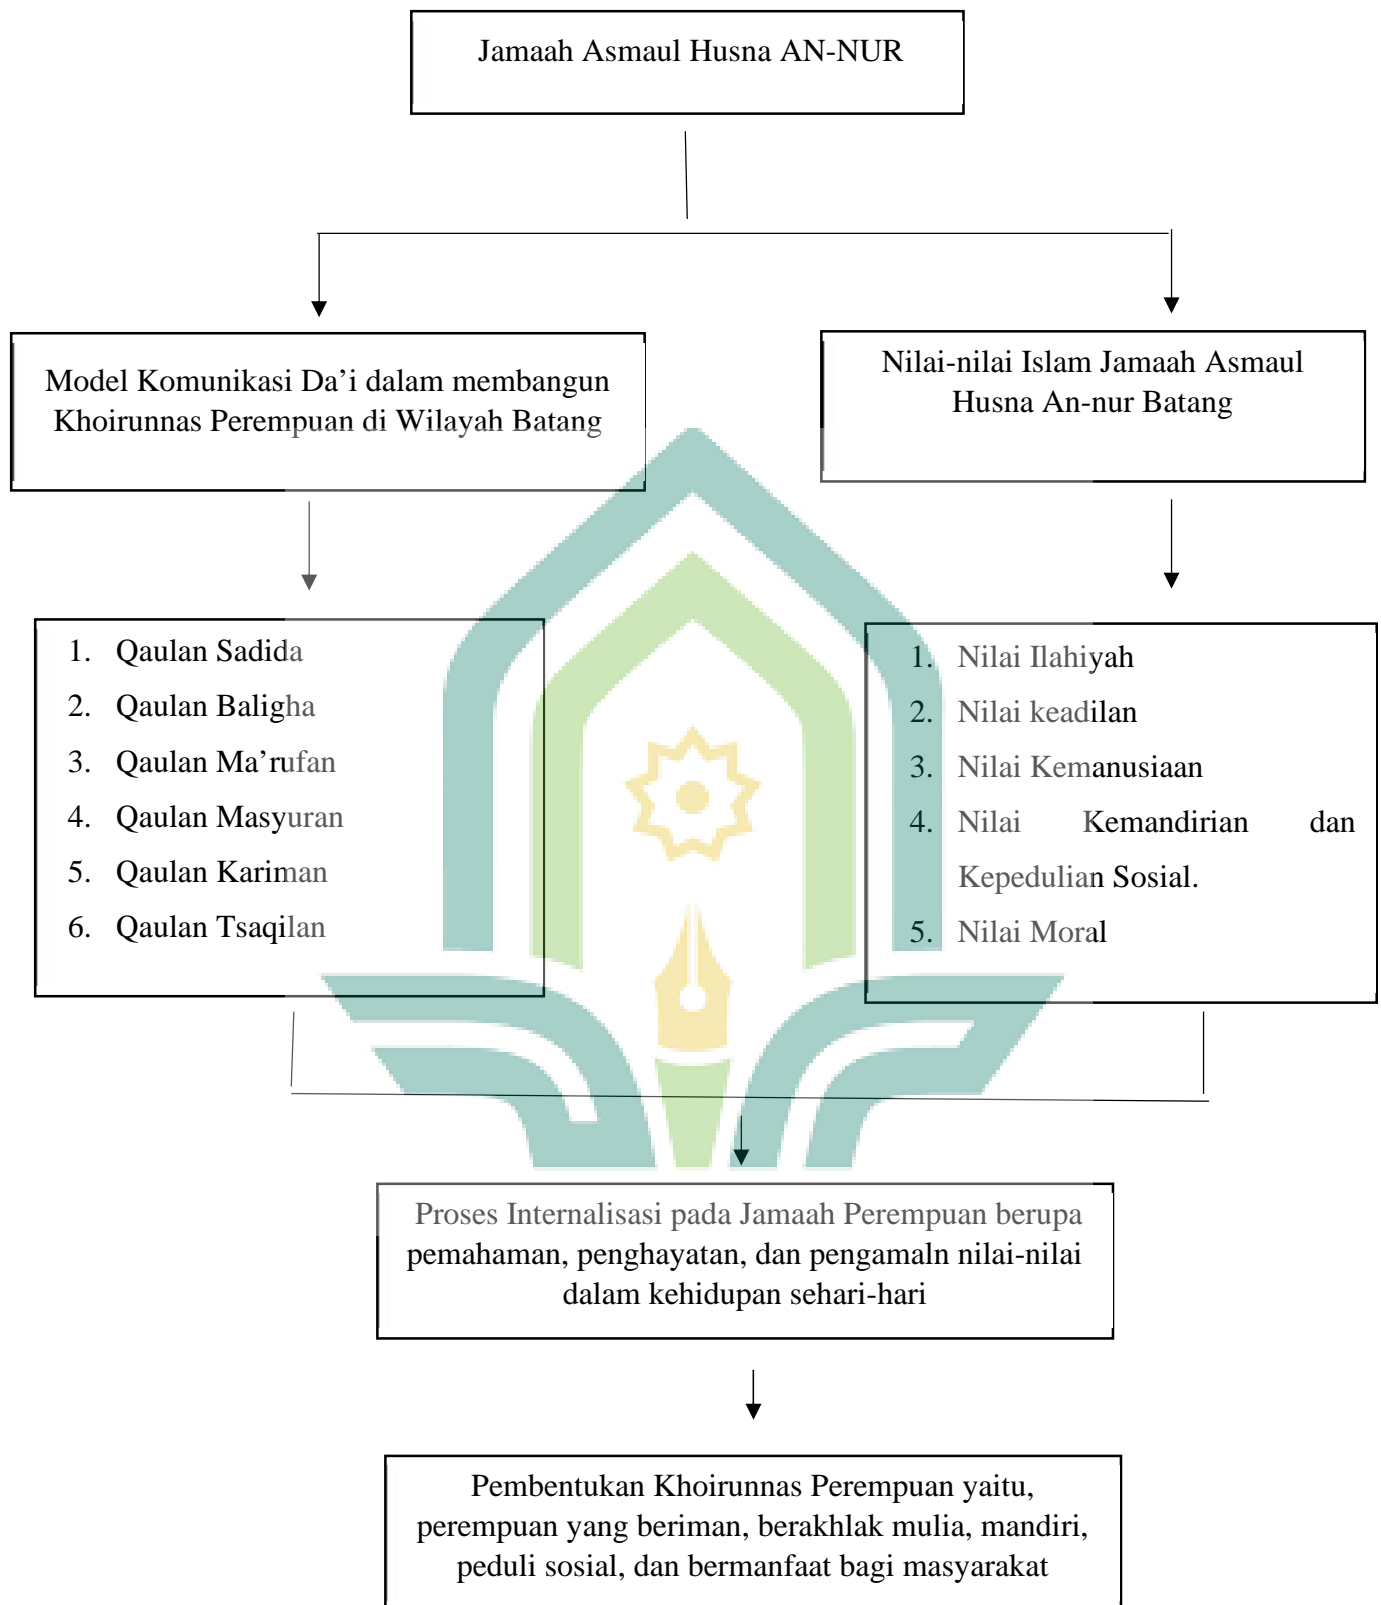 Jamaah Asmaul Husna AN-NUR
Model Komunikasi Da’i dalam membangun
Khoirunnas Perempuan di Wilayah Batang
Nilai-nilai Islam Jamaah Asmaul
Husna An-nur Batang
1. Qaulan Sadida
2. Qaulan Baligha
3. Qaulan Ma’rufan
4. Qaulan Masyuran
5. Qaulan Kariman
6. Qaulan Tsaqilan
1. Nilai Ilahiyah
2. Nilai keadilan
3. Nilai Kemanusiaan
4. Nilai Kemandirian dan
Kepedulian Sosial.
5. Nilai Moral
Proses Internalisasi pada Jamaah Perempuan berupa
pemahaman, penghayatan, dan pengamaln nilai-nilai
dalam kehidupan sehari-hari
Pembentukan Khoirunnas Perempuan yaitu,
perempuan yang beriman, berakhlak mulia, mandiri,
peduli sosial, dan bermanfaat bagi masyarakat